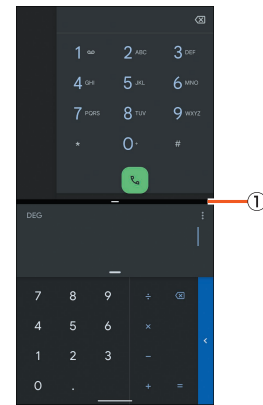 1 2 ABC 3 DEF
4 GHI 5 JKL 6 MNO
7 PQRS 8 TUV 9 WXYZ
* 0+ #
①
DEG
7 8 9 ÷
4 5 6 ×
1 2 3 −
0 . + =